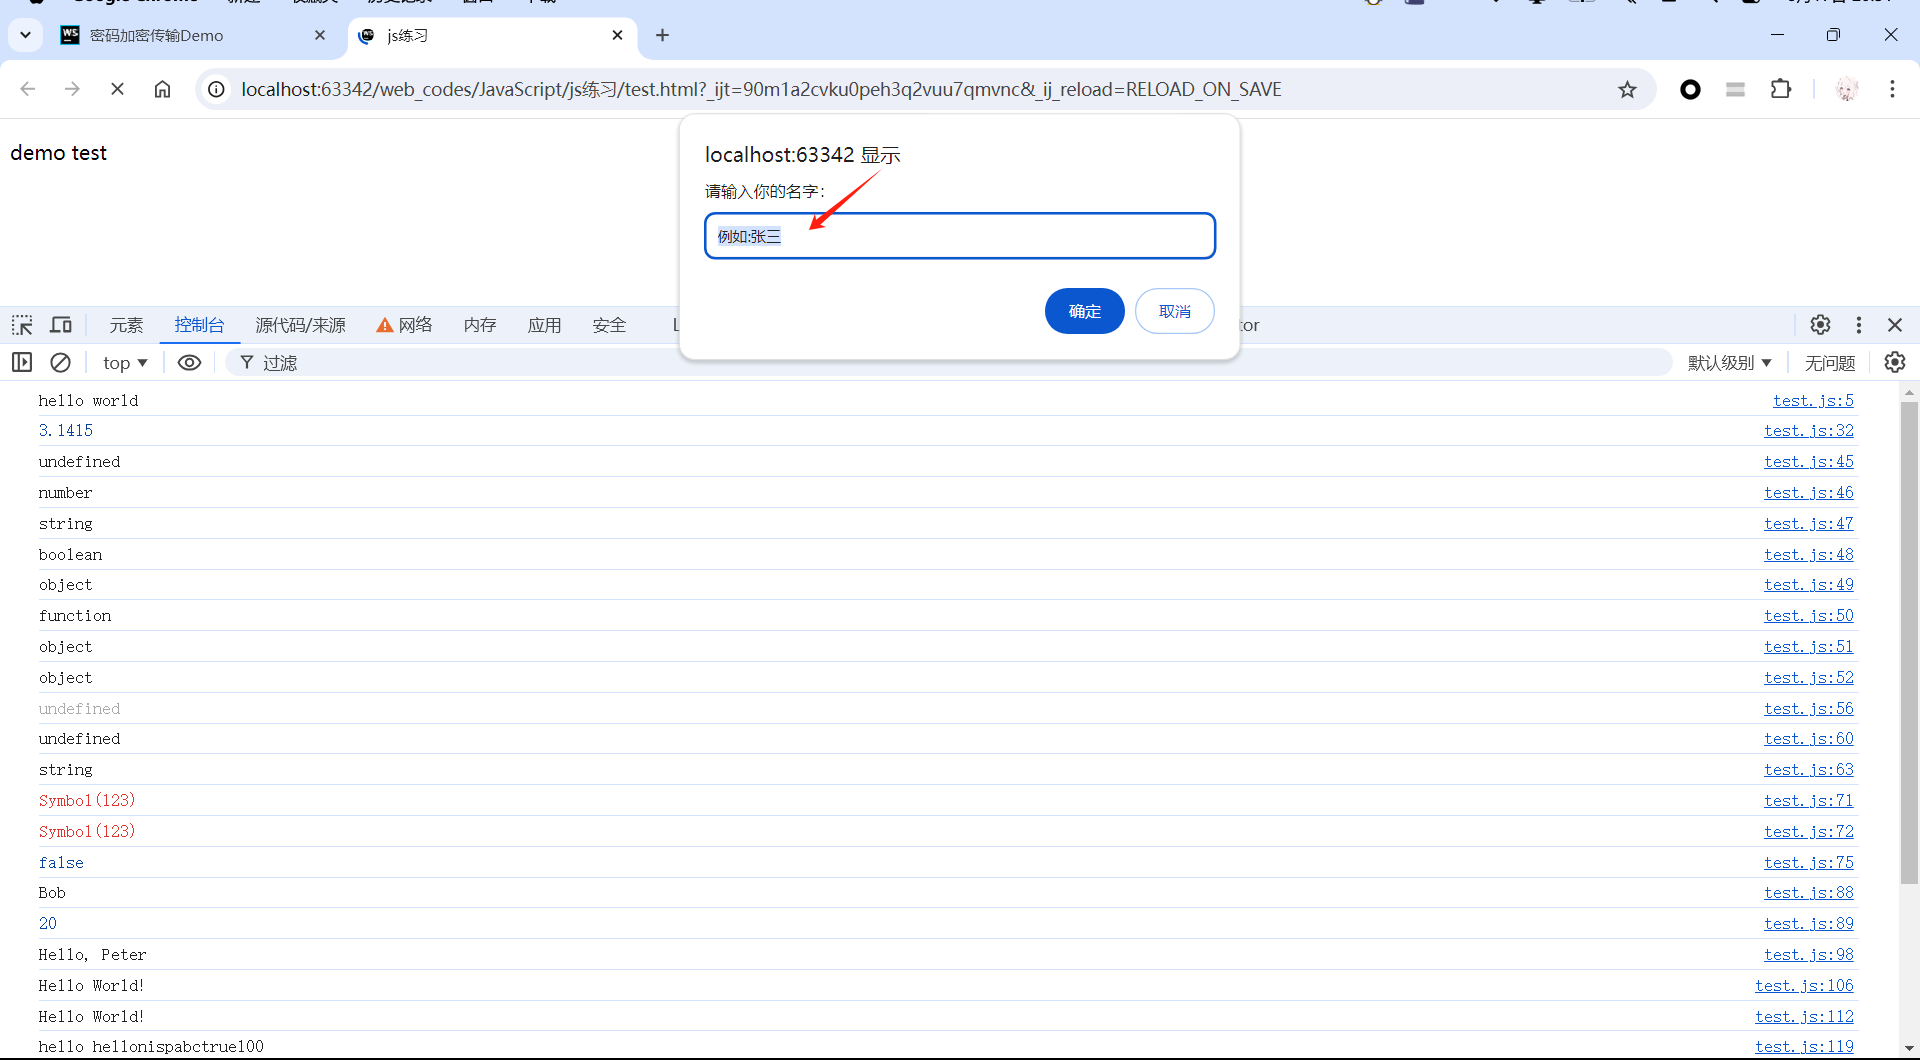 密码加密传输Demo
js练习
localhost:63342/web_codes/JavaScript/js练习/test.html?_ijt=90m1a2cvku0peh3q2vuu7qmvnc&_ij_reload=RELOAD_ON_SAVE
demo test
localhost:63342 显示
请输入你的名字：
例如:张三
确定
取消
元素
控制台
源代码/来源
网络
内存
应用
安全
tor
top
过滤
默认级别
无问题
hello world test.js:5
3.1415 test.js:32
undefined test.js:45
number test.js:46
string test.js:47
boolean test.js:48
object test.js:49
function test.js:50
object test.js:51
object test.js:52
undefined test.js:56
undefined test.js:60
string test.js:63
Symbol(123) test.js:71
Symbol(123) test.js:72
false test.js:75
Bob test.js:88
20 test.js:89
Hello, Peter test.js:98
Hello World! test.js:106
Hello World! test.js:112
hello hellonispabctrue100 test.js:119